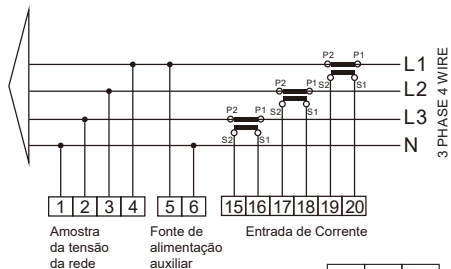 P2 P1
L1
P2 P1 S2 S1
L2
P2 P1 S2 S1
L3
S2 S1
N
3 PHASE 4 WIRE
1 2 3 4 5 6 15 16 17 18 19 20
Amostra
da tensão
da rede
Fonte de
alimentação
auxiliar
Entrada de Corrente